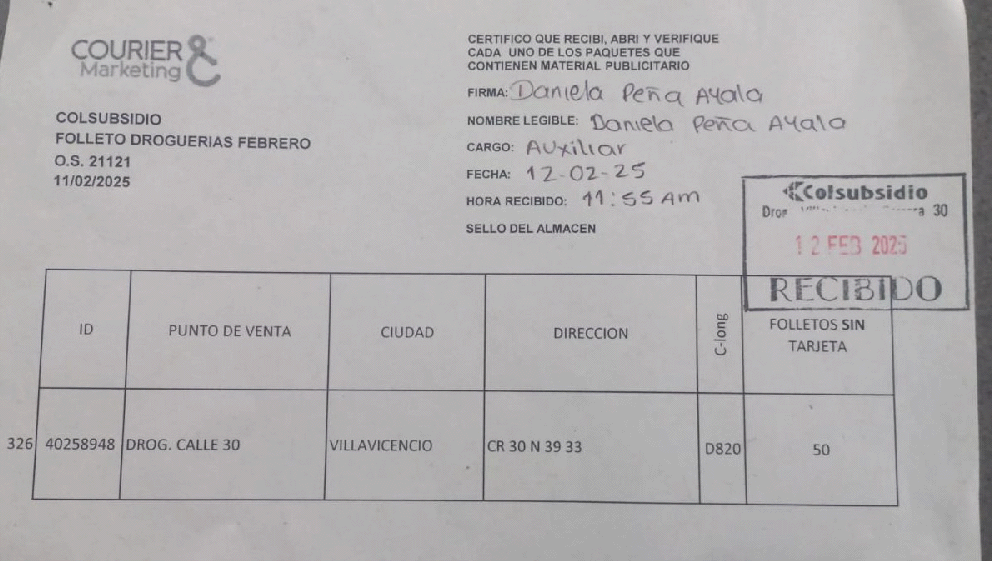 COURIER &
Marketing
CERTIFICO QUE RECIBI, ABRI Y VERIFIQUE
CADA UNO DE LOS PAQUETES QUE
CONTIENEN MATERIAL PUBLICITARIO
FIRMA: Daniela Peña Ayala
NOMBRE LEGIBLE: Daniela Peña Ayala
CARGO: Auxiliar
FECHA: 12-02-25
HORA RECIBIDO: 11:55 Am
SELLO DEL ALMACEN
COLSUBSIDIO
FOLLETO DROGUERIAS FEBRERO
O.S. 21121
11/02/2025
Colsubsidio
30
12 FEB 2025
RECIBIDO
ID PUNTO DE VENTA CIUDAD DIRECCION C-long FOLLETOS SIN
TARJETA
326 40258948 DROG. CALLE 30 VILLAVICENCIO CR 30 N 39 33 D820 50